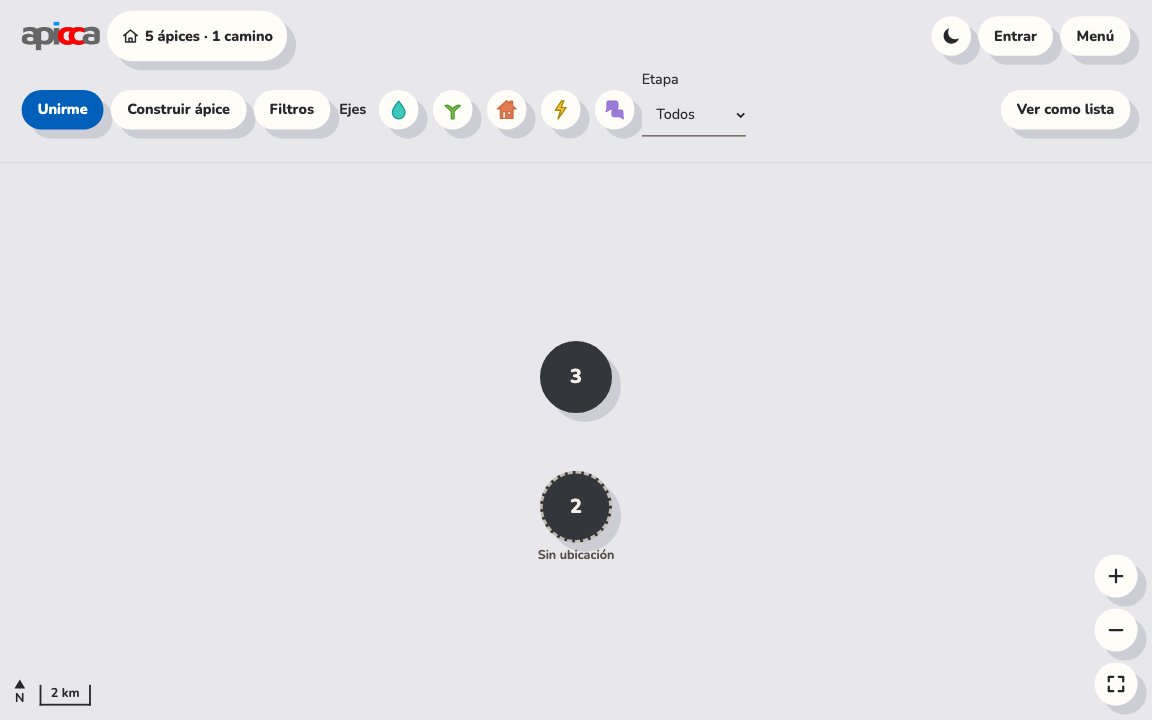 apicca
5 ápices · 1 camino
Entrar
Menú
Unirme
Construir ápice
Filtros
Ejes
Etapa
Todos
Ver como lista
3
2
Sin ubicación
N
2 km